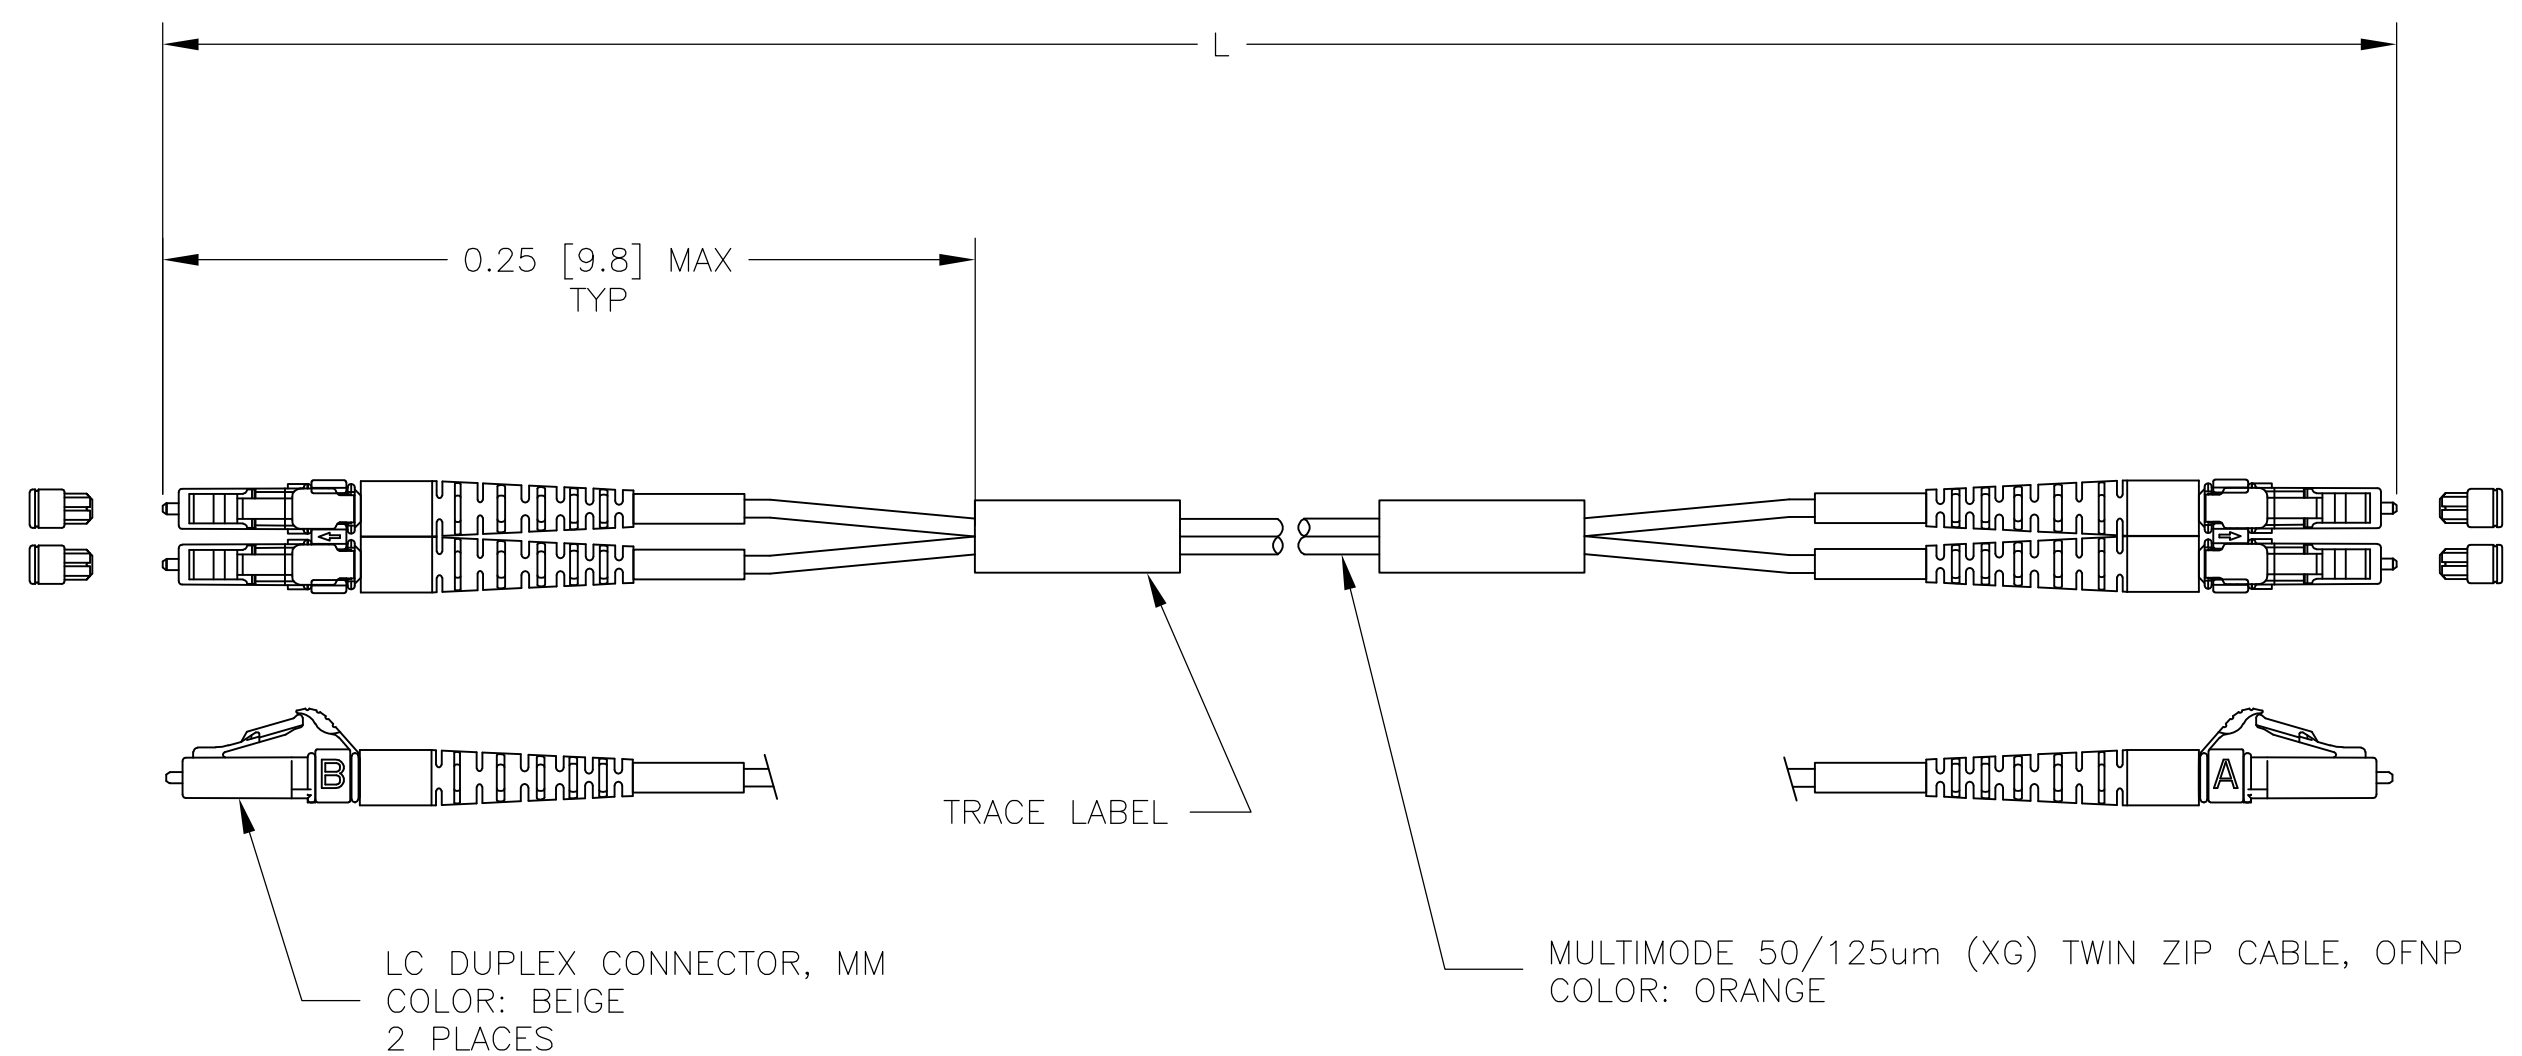 L
0.25 [9.8] MAX
TYP
B
A
TRACE LABEL
LC DUPLEX CONNECTOR, MM
COLOR: BEIGE
2 PLACES
MULTIMODE 50/125um (XG) TWIN ZIP CABLE, OFNP
COLOR: ORANGE